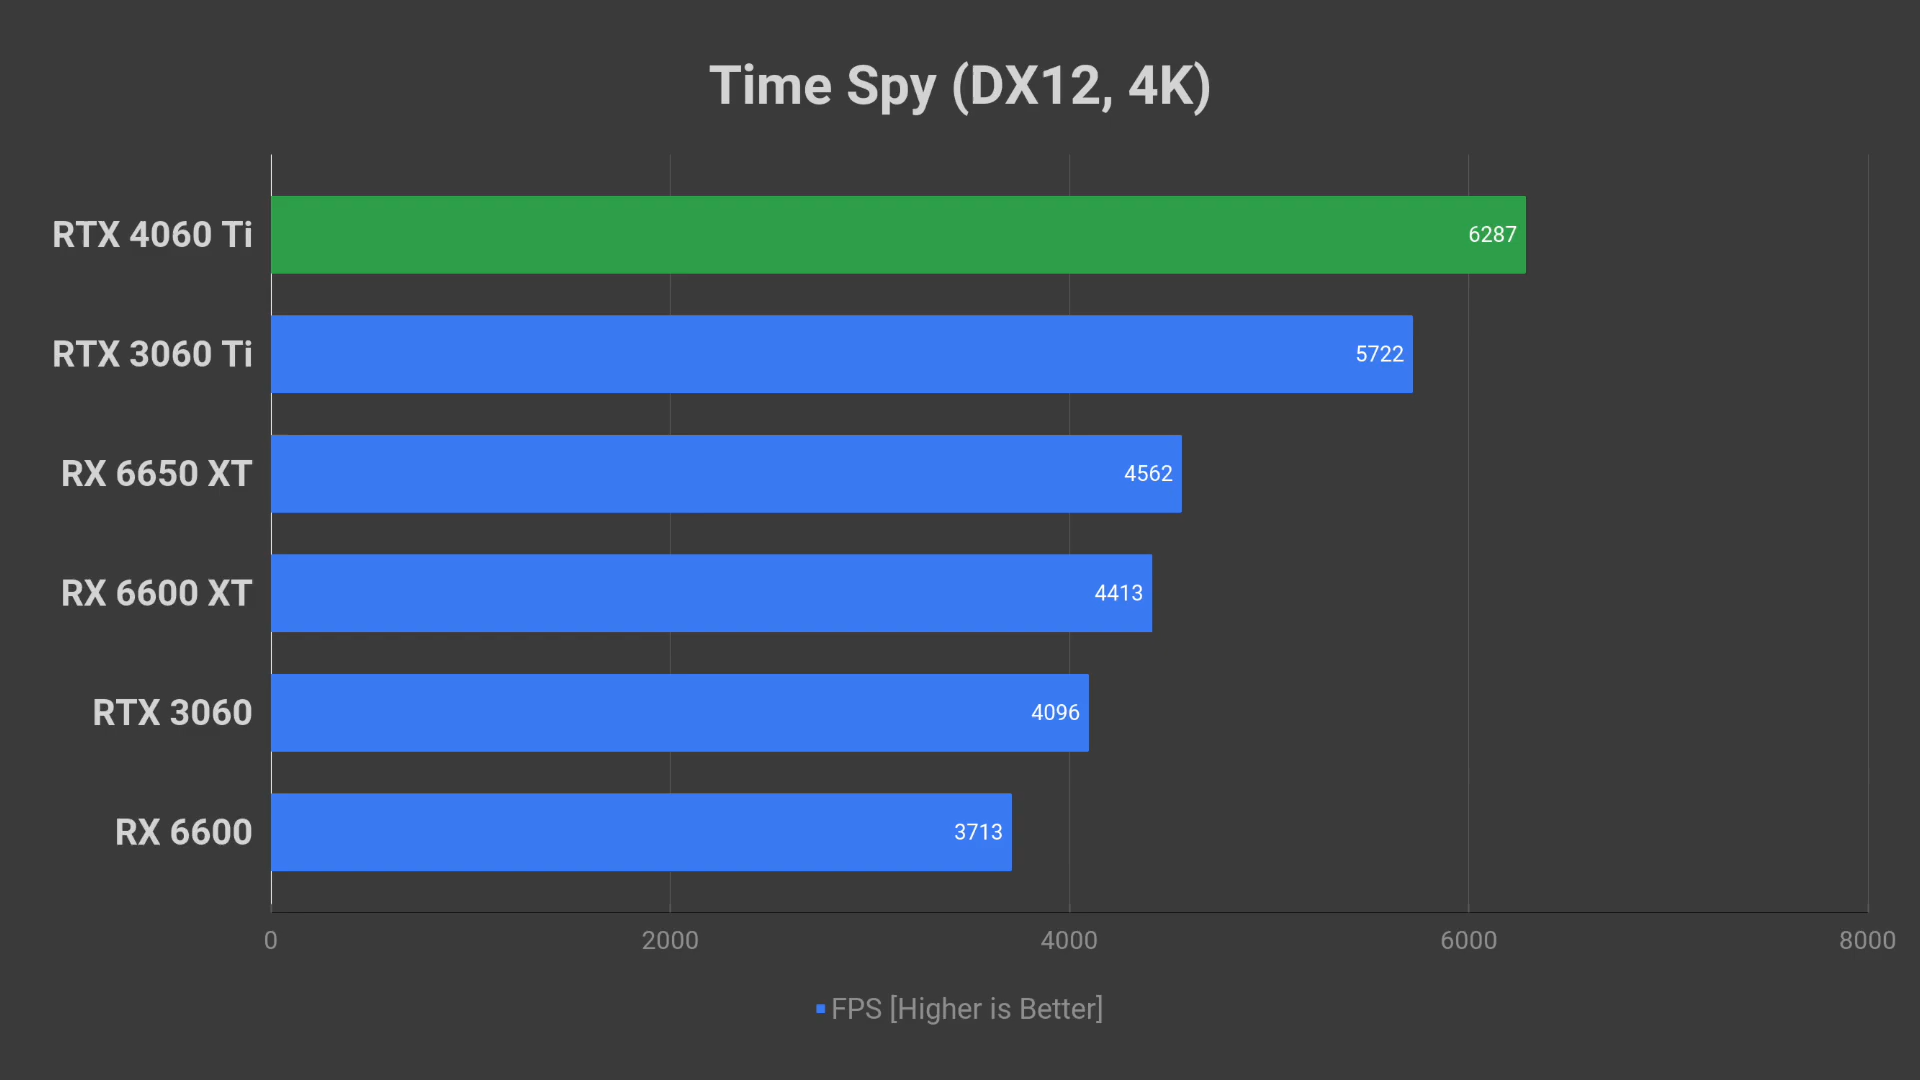 Time Spy (DX12, 4K)
RTX 4060 Ti
6287
RTX 3060 Ti
5722
RX 6650 XT
4562
RX 6600 XT
4413
RTX 3060
4096
RX 6600
3713
0 2000 4000 6000 8000
FPS [Higher is Better]